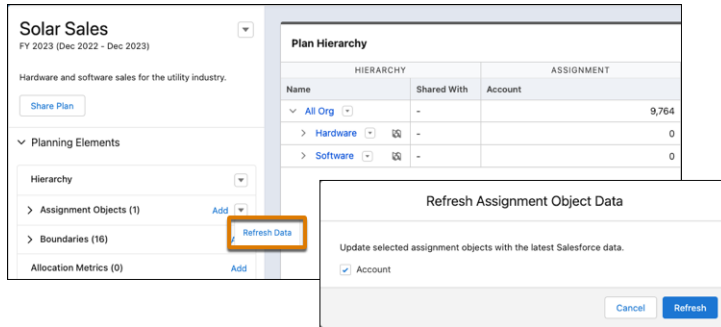 Solar Sales
FY 2023 (Dec 2022 - Dec 2023)
Hardware and software sales for the utility industry.
Share Plan
Planning Elements
Hierarchy
Assignment Objects (1) Add
Refresh Data
Boundaries (16)
Allocation Metrics (0) Add
Plan Hierarchy
HIERARCHY ASSIGNMENT
Name Shared With Account
All Org - 9,764
Hardware - 0
Software - 0
Refresh Assignment Object Data
Update selected assignment objects with the latest Salesforce data.
Account
Cancel Refresh